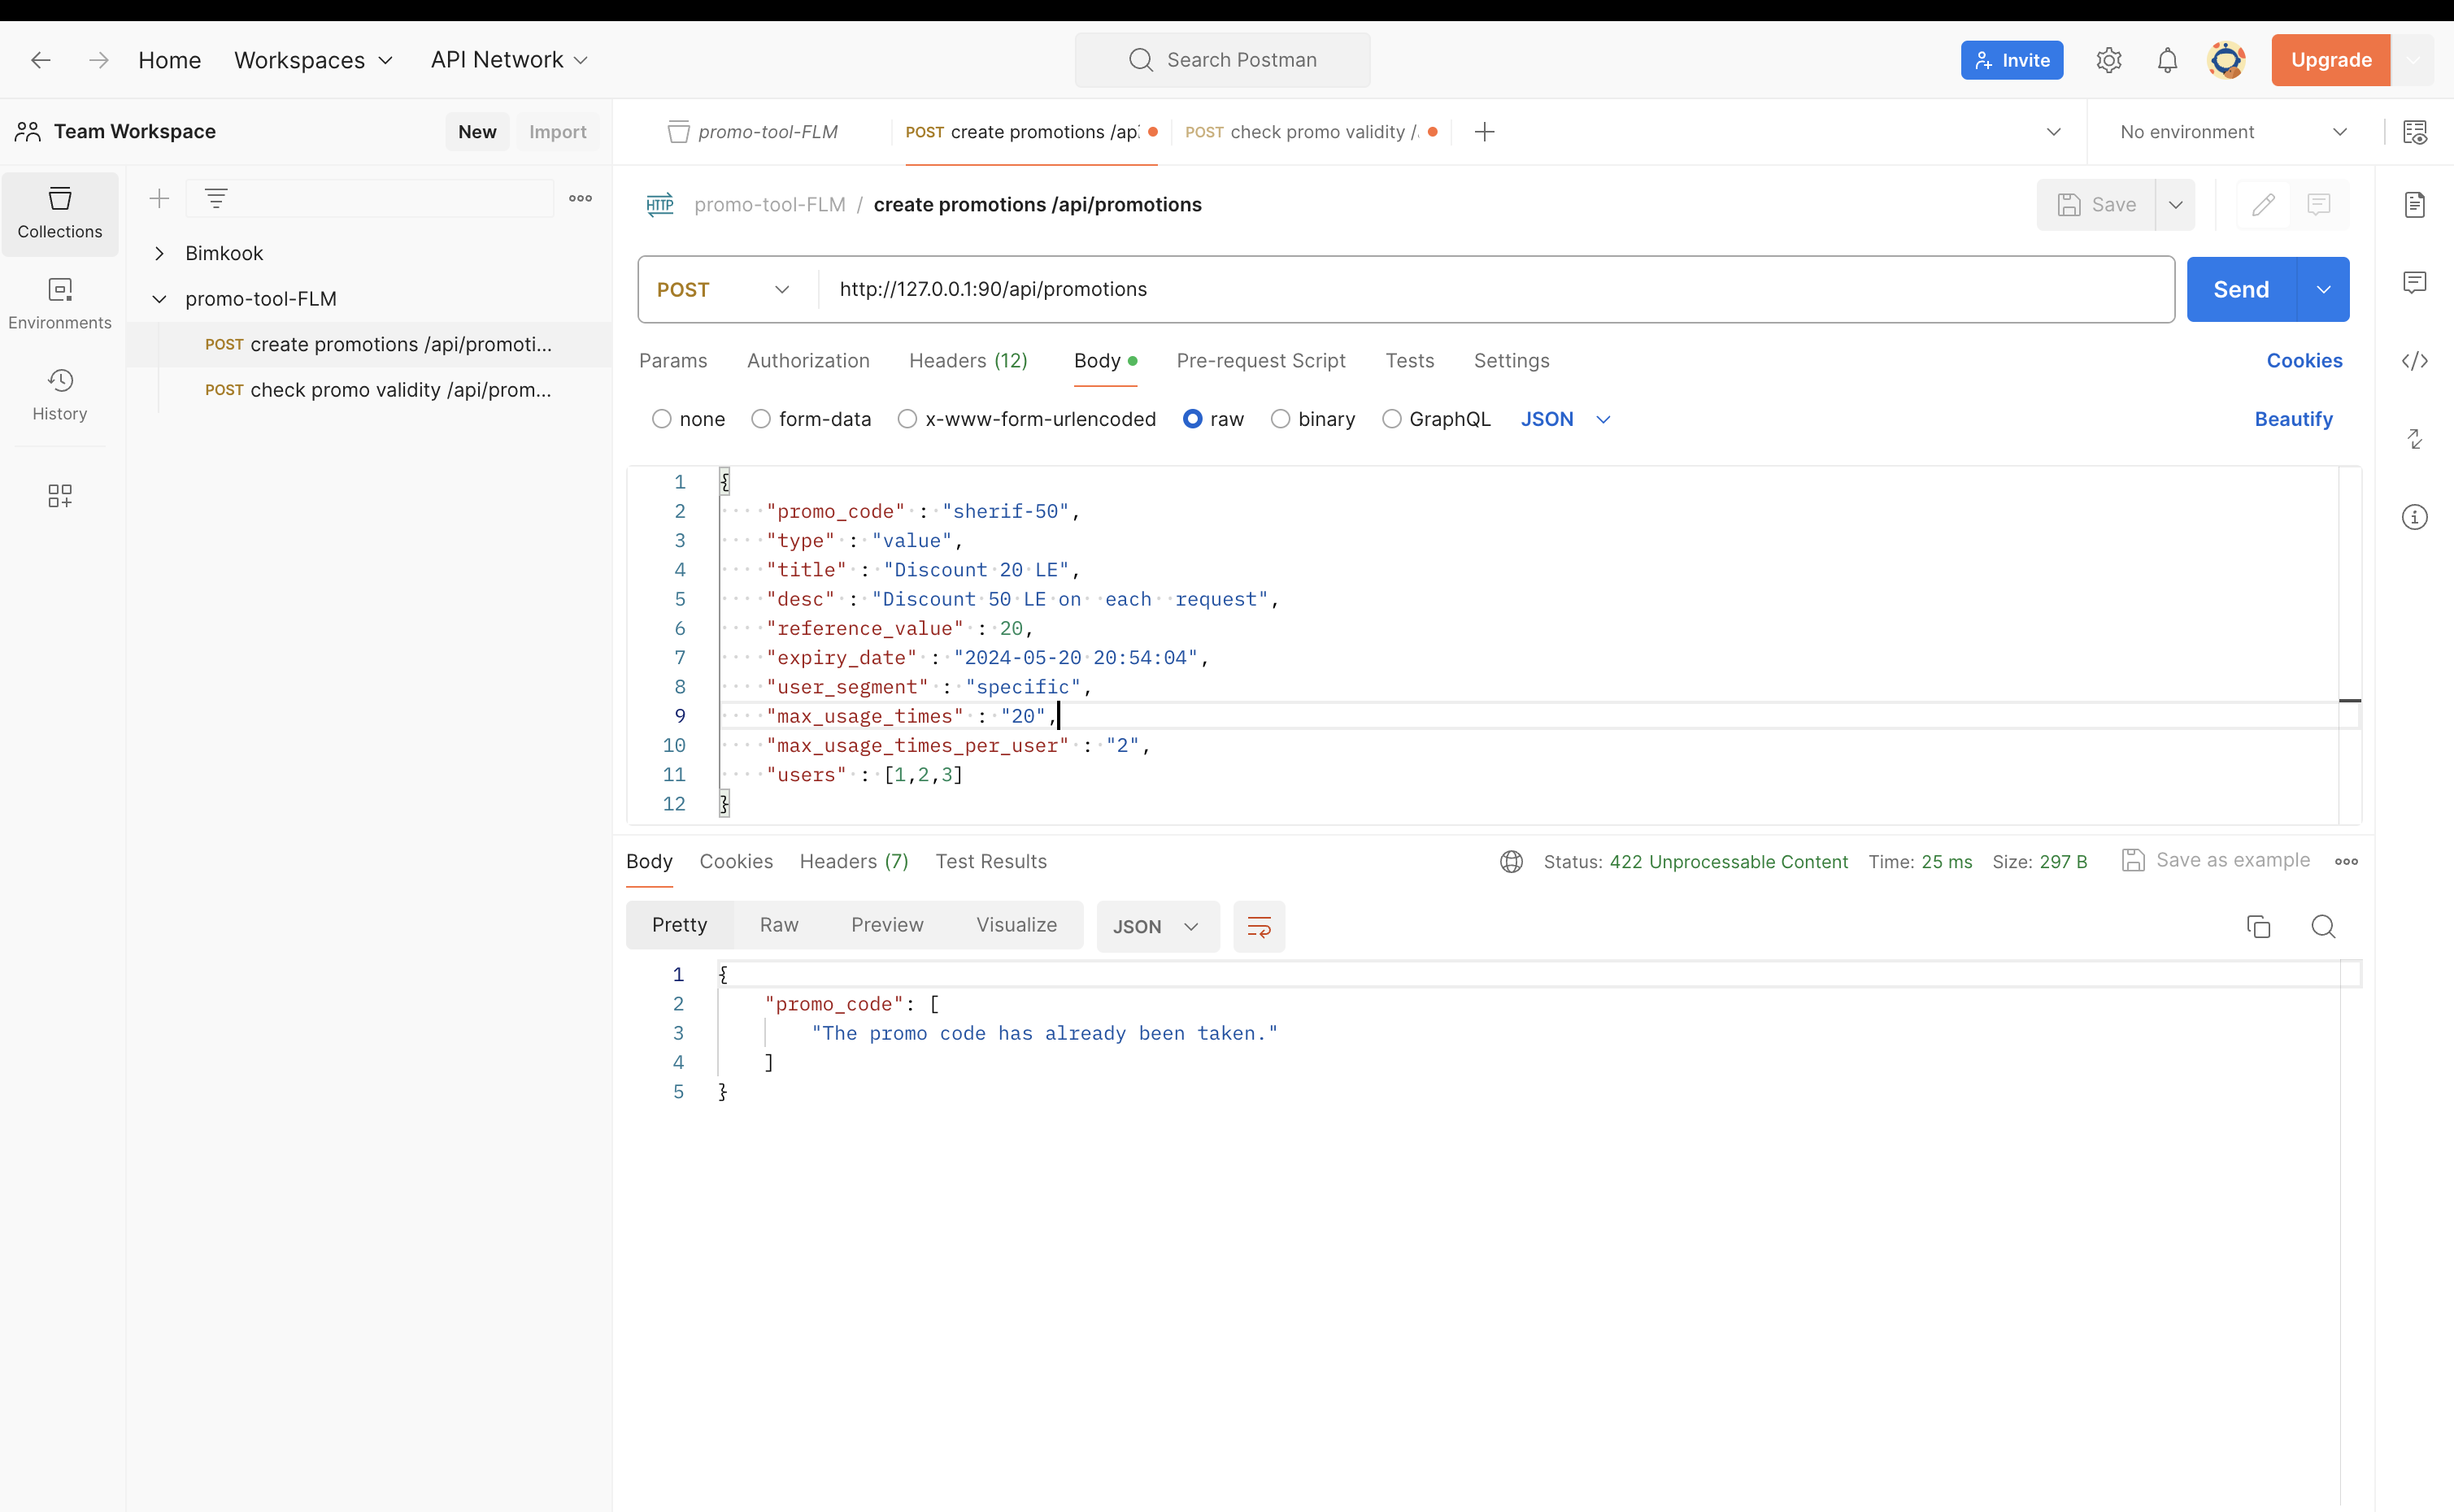 Home Workspaces API Network Search Postman Invite Upgrade
Team Workspace New Import promo-tool-FLM POST create promotions /ap POST check promo validity /. No environment
Collections
Environments
History
Bimkook
promo-tool-FLM
POST create promotions /api/promoti...
POST check promo validity /api/prom...
HTTP promo-tool-FLM / create promotions /api/promotions Save
POST http://127.0.0.1:90/api/promotions Send
Params Authorization Headers (12) Body Pre-request Script Tests Settings Cookies
none form-data x-www-form-urlencoded raw binary GraphQL JSON Beautify
1 {
2 "promo_code" : "sherif-50",
3 "type" : "value",
4 "title" : "Discount 20 LE",
5 "desc" : "Discount 50 LE on  each  request",
6 "reference_value" : 20,
7 "expiry_date" : "2024-05-20 20:54:04",
8 "user_segment" : "specific",
9 "max_usage_times" : "20",
10 "max_usage_times_per_user" : "2",
11 "users" : [1,2,3]
12 }
Body Cookies Headers (7) Test Results Status: 422 Unprocessable Content Time: 25 ms Size: 297 B Save as example
Pretty Raw Preview Visualize JSON
1 {
2 "promo_code": [
3 "The promo code has already been taken."
4 ]
5 }